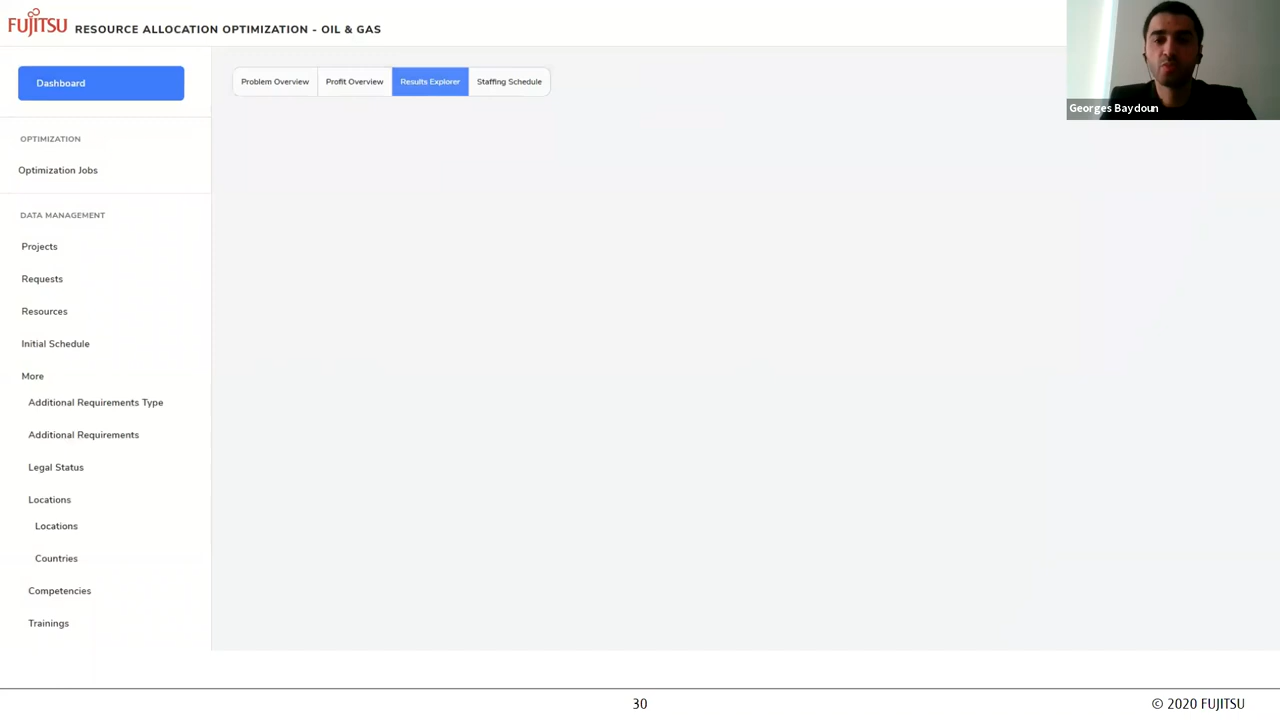 FUJITSU RESOURCE ALLOCATION OPTIMIZATION - OIL & GAS
Georges Baydoun
Dashboard
Problem Overview
Profit Overview
Results Explorer
Staffing Schedule
OPTIMIZATION
Optimization Jobs
DATA MANAGEMENT
Projects
Requests
Resources
Initial Schedule
More
Additional Requirements Type
Additional Requirements
Legal Status
Locations
Locations
Countries
Competencies
Trainings
30
© 2020 FUJITSU